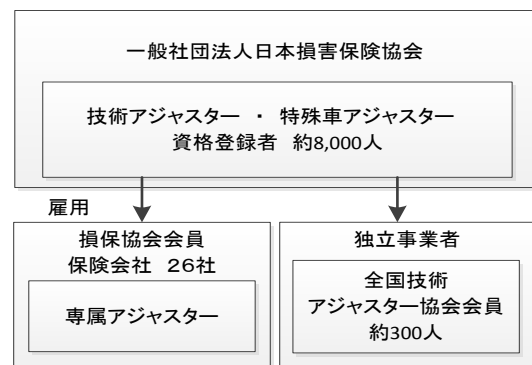 一般社団法人日本損害保険協会
技術アジャスター ・ 特殊車アジャスター
資格登録者 約8,000人
雇用
損保協会会員
保険会社 26社
専属アジャスター
独立事業者
全国技術
アジャスター協会会員
約300人